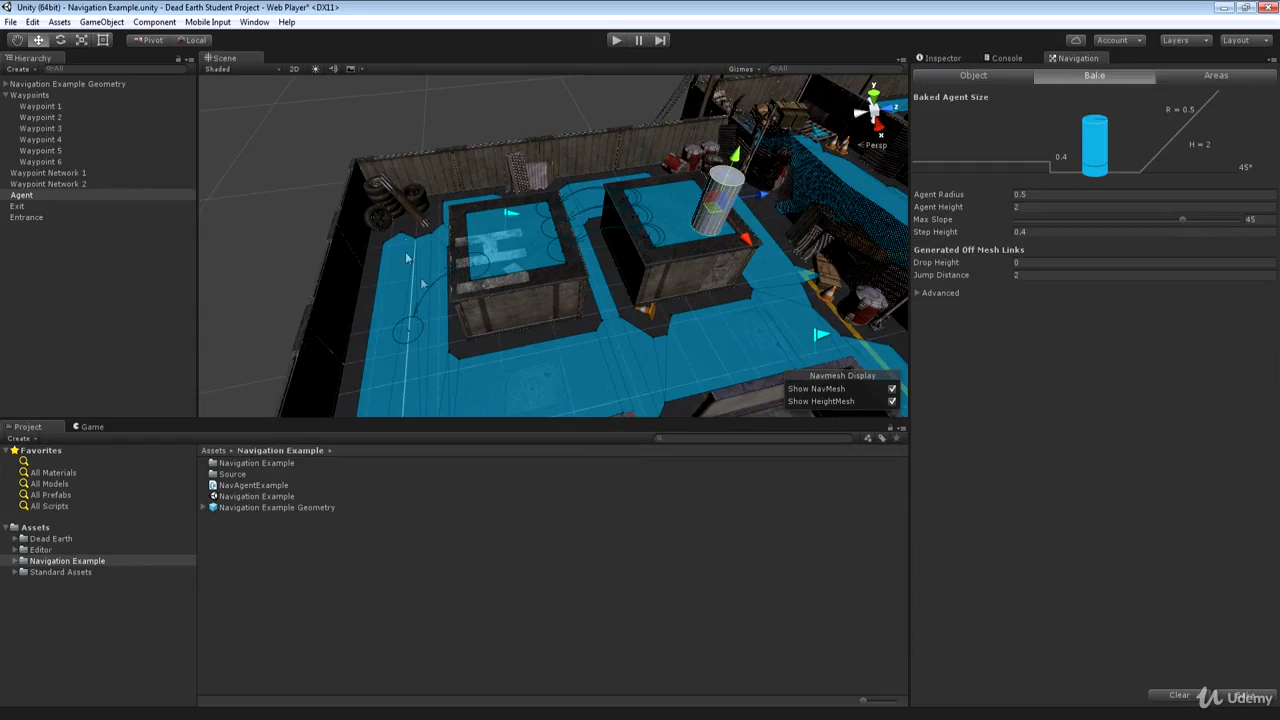 Unity (64bit) - Navigation Example.unity - Dead Earth Student Project - Web Player* <DX11>
File Edit Assets GameObject Component Mobile Input Window Help
Pivot Local Account Layers Layout
Hierarchy
Create All
Navigation Example Geometry
Waypoints
Waypoint 1
Waypoint 2
Waypoint 3
Waypoint 4
Waypoint 5
Waypoint 6
Waypoint Network 1
Waypoint Network 2
Agent
Exit
Entrance
Scene
Shaded 2D Gizmos All
y
z
x
Persp
Navmesh Display
Show NavMesh
Show HeightMesh
Inspector Console Navigation
Object Bake Areas
Baked Agent Size
R = 0.5
H = 2
0.4
45°
Agent Radius 0.5
Agent Height 2
Max Slope 45
Step Height 0.4
Generated Off Mesh Links
Drop Height 0
Jump Distance 2
Advanced
Clear
Udemy
Project Game
Create
Favorites
All Materials
All Models
All Prefabs
All Scripts
Assets
Dead Earth
Editor
Navigation Example
Standard Assets
Assets Navigation Example
Navigation Example
Source
NavAgentExample
Navigation Example
Navigation Example Geometry